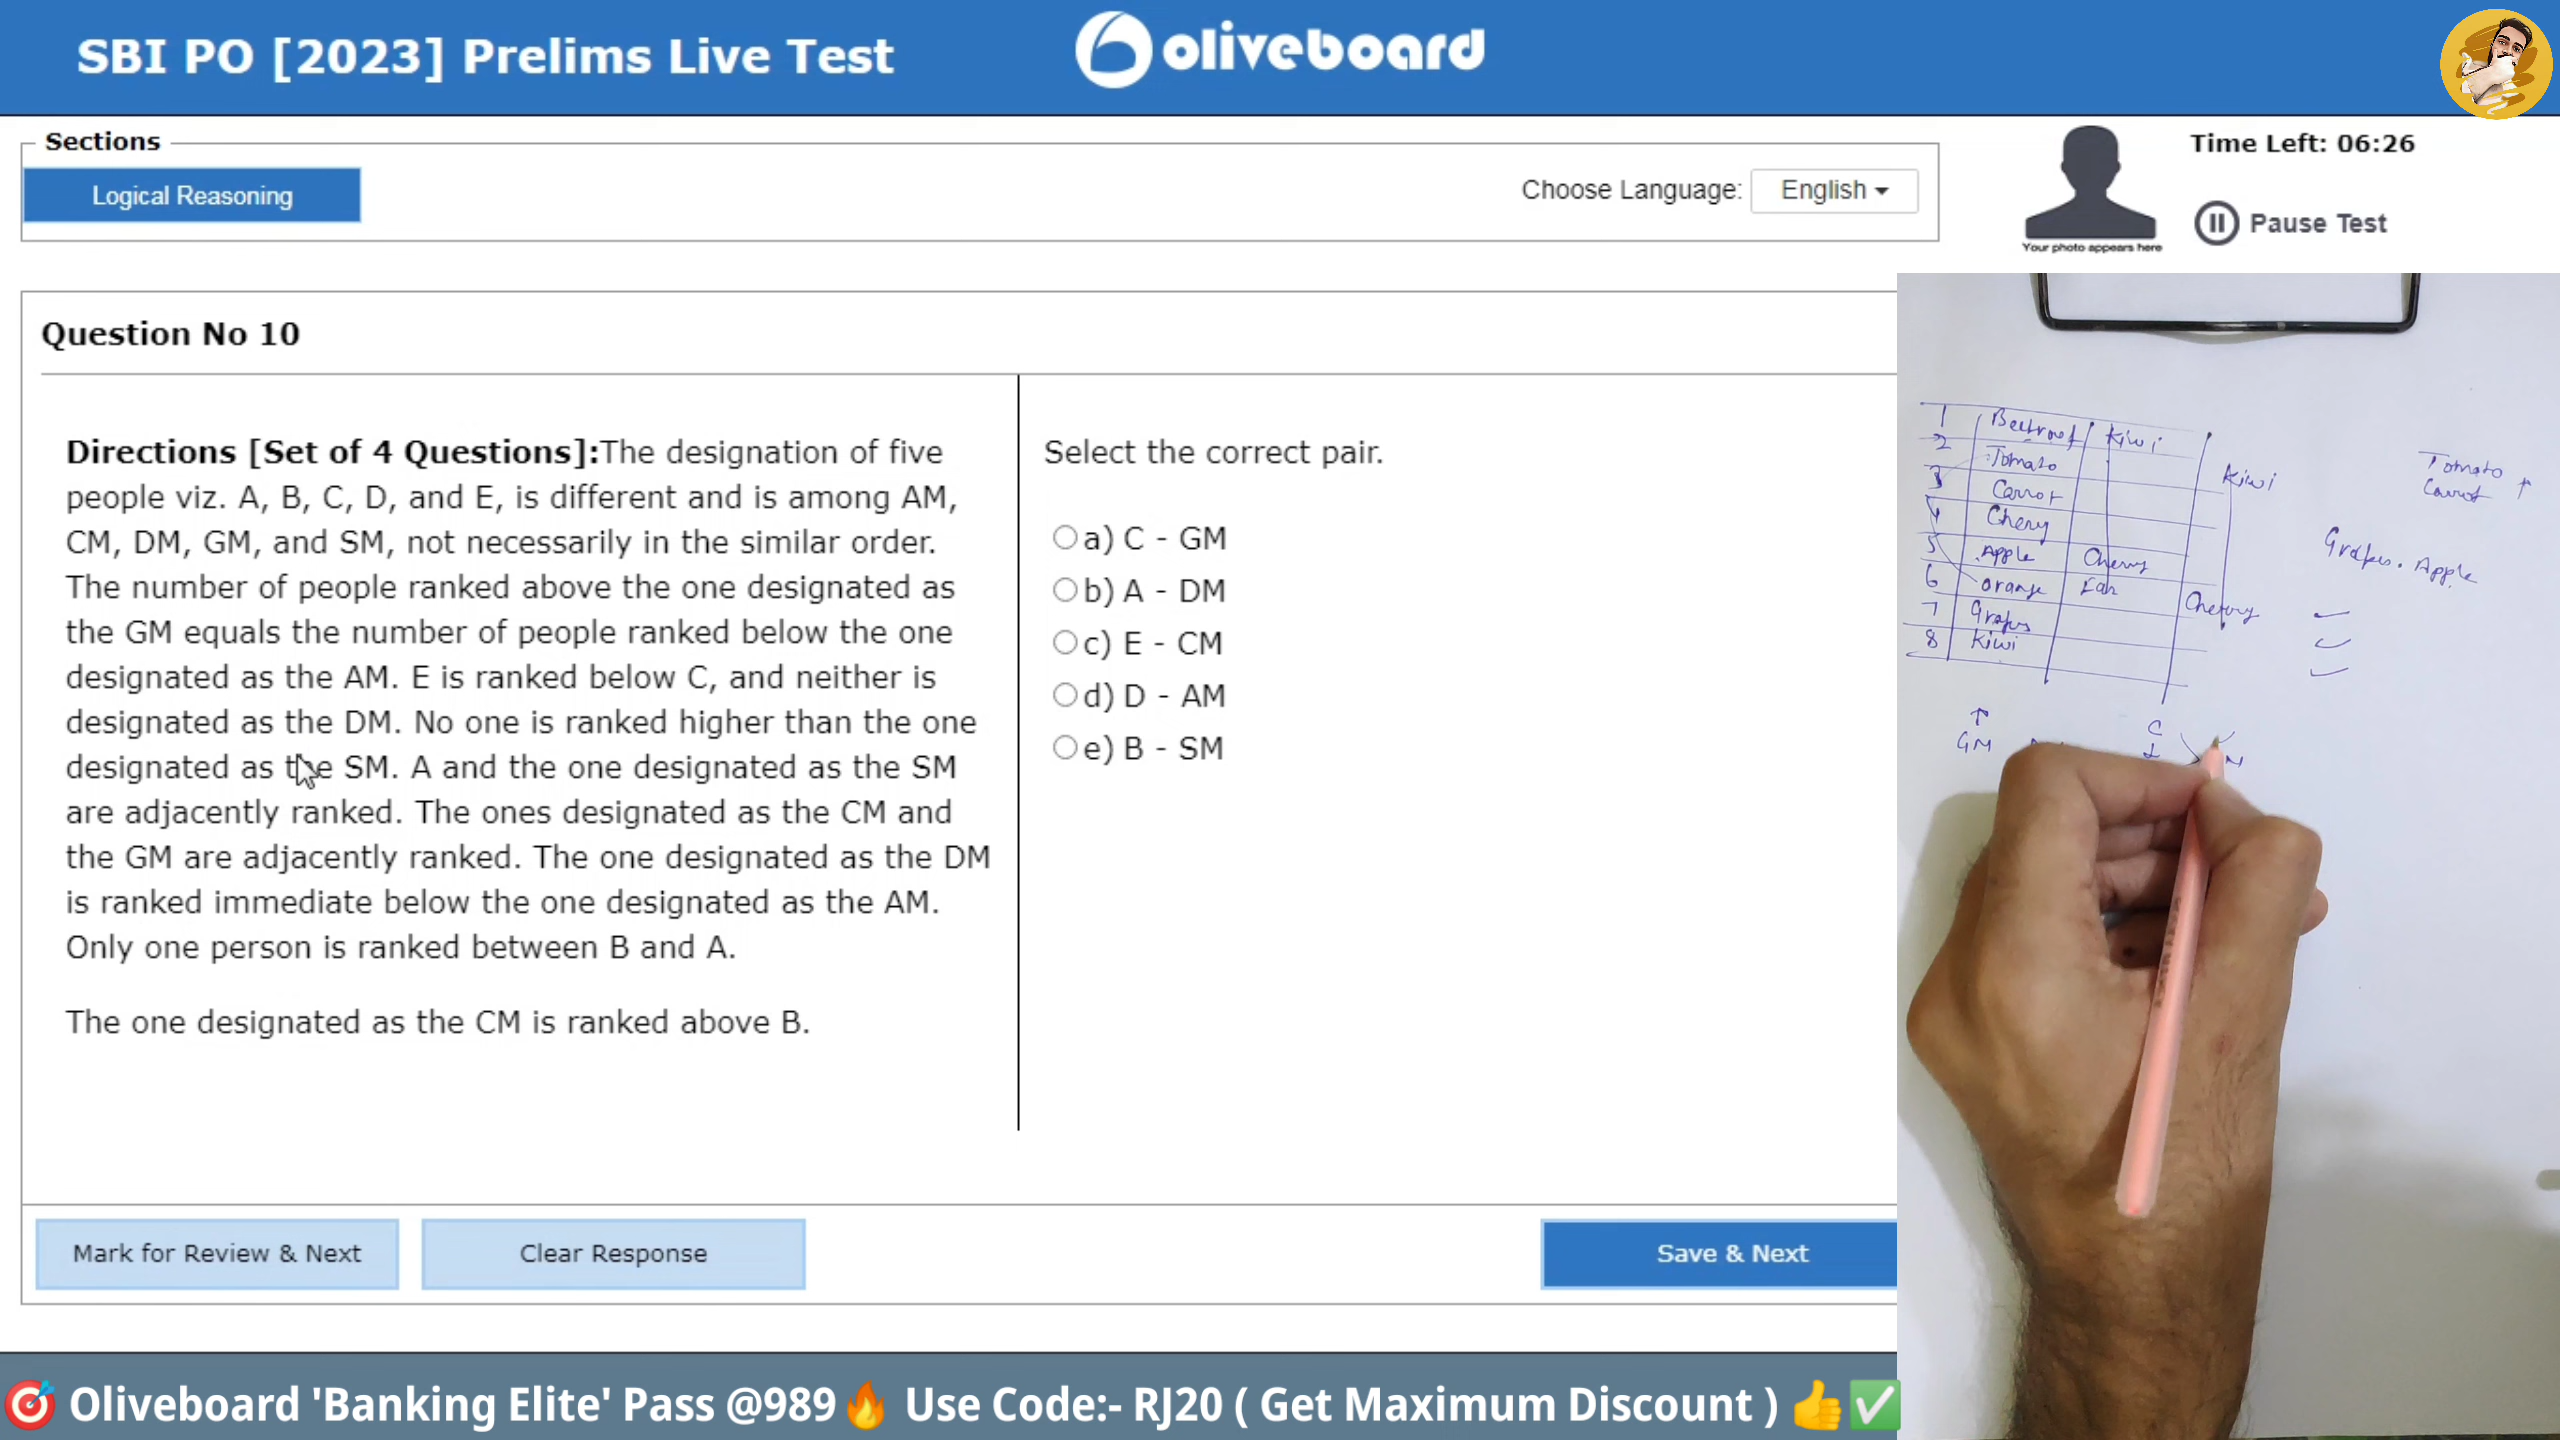 SBI PO [2023] Prelims Live Test
oliveboard
Sections
Logical Reasoning
Choose Language: English
Time Left: 06:26
Pause Test
Your photo appears here
Question No 10
Directions [Set of 4 Questions]:The designation of five
people viz. A, B, C, D, and E, is different and is among AM,
CM, DM, GM, and SM, not necessarily in the similar order.
The number of people ranked above the one designated as
the GM equals the number of people ranked below the one
designated as the AM. E is ranked below C, and neither is
designated as the DM. No one is ranked higher than the one
designated as the SM. A and the one designated as the SM
are adjacently ranked. The ones designated as the CM and
the GM are adjacently ranked. The one designated as the DM
is ranked immediate below the one designated as the AM.
Only one person is ranked between B and A.
The one designated as the CM is ranked above B.
Select the correct pair.
a) C - GM
b) A - DM
c) E - CM
d) D - AM
e) B - SM
Mark for Review & Next
Clear Response
Save & Next
1 Beetroot Kiwi
2 Tomato
3 Carrot Kiwi
4 Chery
5 Apple Cherry
6 Orange
7 Grapes Cherry
8 Kiwi
Tomato
Carrot
Grapes. Apple
GM
C
Oliveboard 'Banking Elite' Pass @989 Use Code:- RJ20 ( Get Maximum Discount )